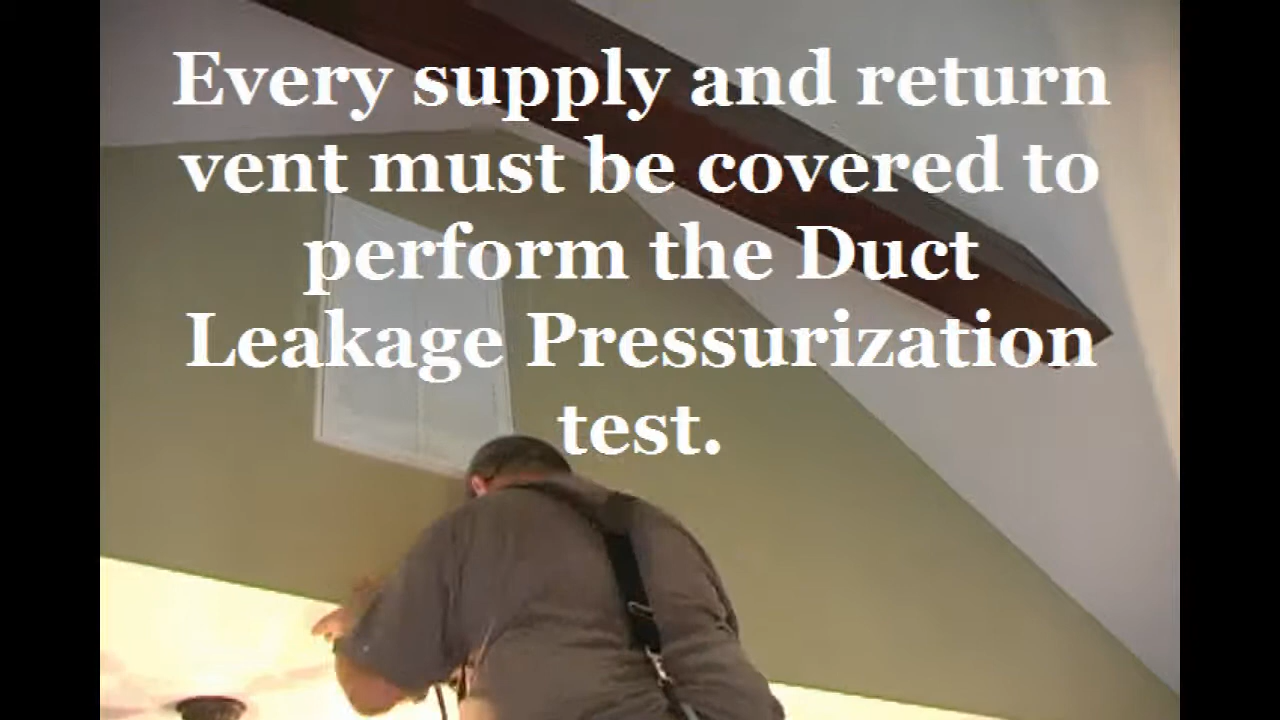 Every supply and return
vent must be covered to
perform the Duct
Leakage Pressurization
test.